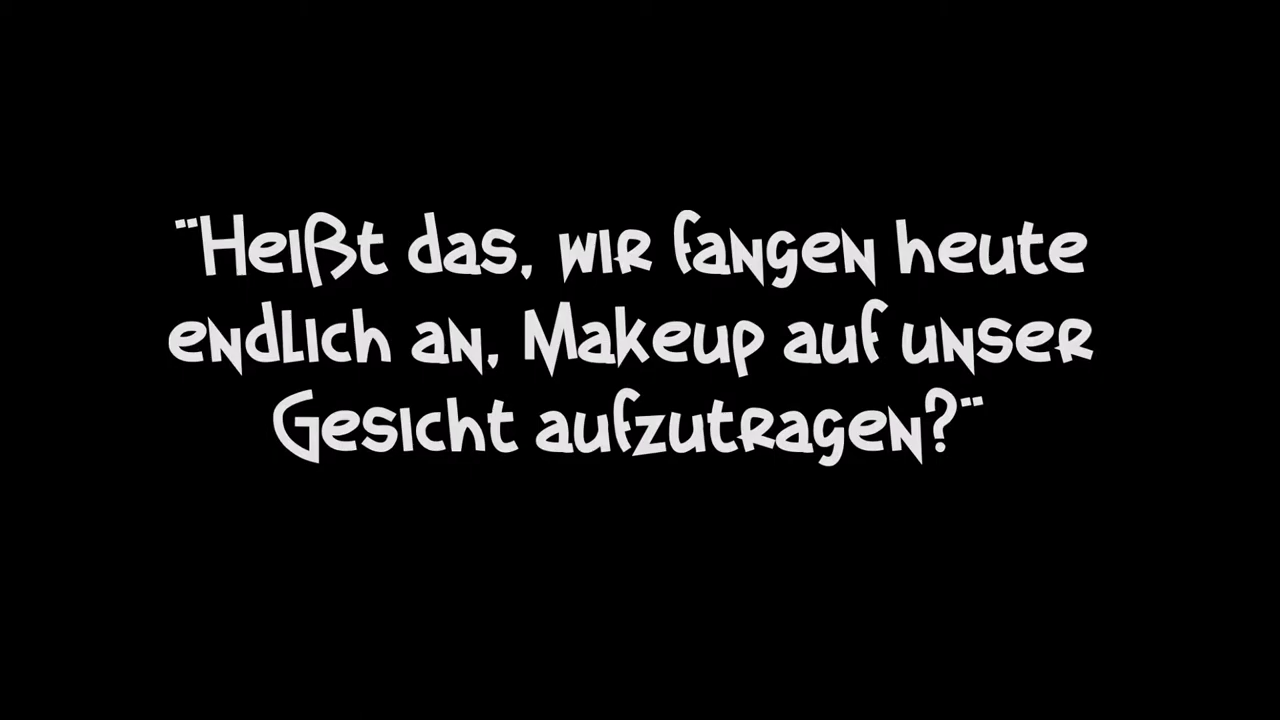 "Heißt das, wir fangen heute
endlich an, Makeup auf unser
Gesicht aufzutragen?"